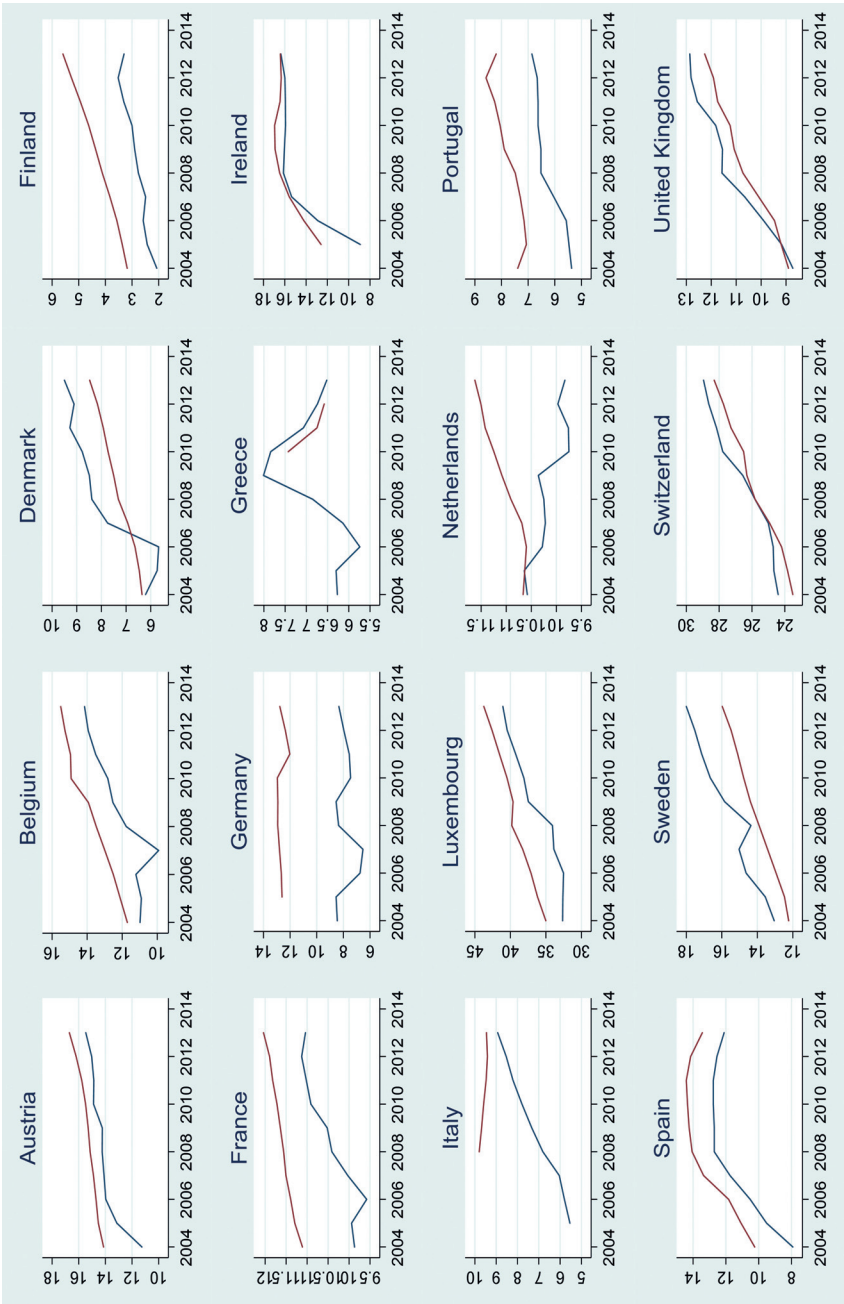 Austria
18
16
14
12
10
2004 2006 2008 2010 2012 2014
Belgium
16
14
12
10
2004 2006 2008 2010 2012 2014
Denmark
10
9
8
7
6
2004 2006 2008 2010 2012 2014
Finland
6
5
4
3
2
2004 2006 2008 2010 2012 2014
France
12
11.5
11
10.5
10
9.5
2004 2006 2008 2010 2012 2014
Germany
14
12
10
8
6
2004 2006 2008 2010 2012 2014
Greece
8
7.5
7
6.5
6
5.5
2004 2006 2008 2010 2012 2014
Ireland
18
16
14
12
10
8
2004 2006 2008 2010 2012 2014
Italy
10
9
8
7
6
5
2004 2006 2008 2010 2012 2014
Luxembourg
45
40
35
30
2004 2006 2008 2010 2012 2014
Netherlands
11.5
11
10.5
10
9.5
2004 2006 2008 2010 2012 2014
Portugal
9
8
7
6
5
2004 2006 2008 2010 2012 2014
Spain
14
12
10
8
2004 2006 2008 2010 2012 2014
Sweden
18
16
14
12
2004 2006 2008 2010 2012 2014
Switzerland
30
28
26
24
2004 2006 2008 2010 2012 2014
United Kingdom
13
12
11
10
9
2004 2006 2008 2010 2012 2014